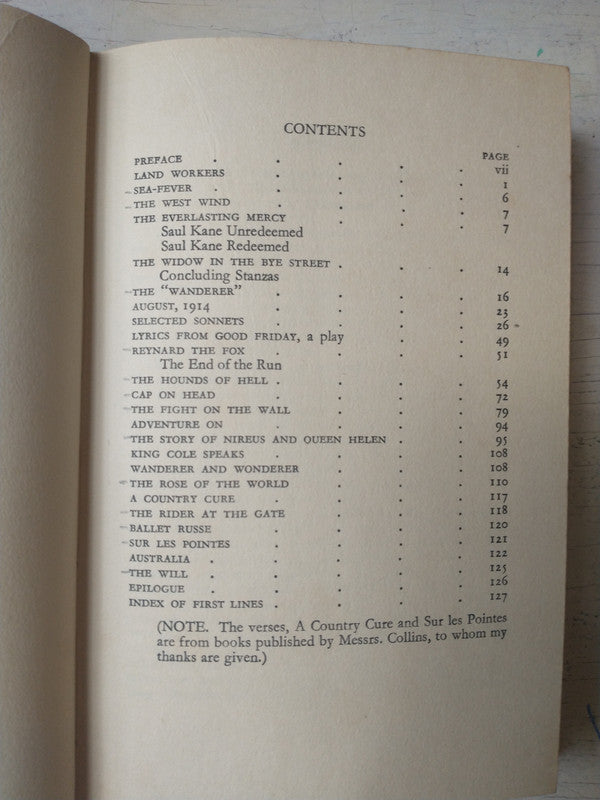 CONTENTS
PAGE
PREFACE . . . . . vii
LAND WORKERS . . . . 1
SEA-FEVER . . . . . 6
THE WEST WIND . . . . 7
THE EVERLASTING MERCY . . . 7
Saul Kane Unredeemed
Saul Kane Redeemed
THE WIDOW IN THE BYE STREET . . . 14
Concluding Stanzas
THE "WANDERER" . . . . 16
AUGUST, 1914 . . . . 23
SELECTED SONNETS . . . . 26
LYRICS FROM GOOD FRIDAY, a play . . 49
REYNARD THE FOX . . . . 51
The End of the Run
THE HOUNDS OF HELL . . . . 54
CAP ON HEAD . . . . 72
THE FIGHT ON THE WALL . . . 79
ADVENTURE ON . . . . 94
THE STORY OF NIREUS AND QUEEN HELEN . . 95
KING COLE SPEAKS . . . . 108
WANDERER AND WONDERER . . . 108
THE ROSE OF THE WORLD . . . 110
A COUNTRY CURE . . . . 117
THE RIDER AT THE GATE . . . 118
BALLET RUSSE . . . . 120
SUR LES POINTES . . . . 121
AUSTRALIA . . . . . 122
THE WILL . . . . . 125
EPILOGUE . . . . . 126
INDEX OF FIRST LINES . . . . 127
(NOTE. The verses, A Country Cure and Sur les Pointes
are from books published by Messrs. Collins, to whom my
thanks are given.)